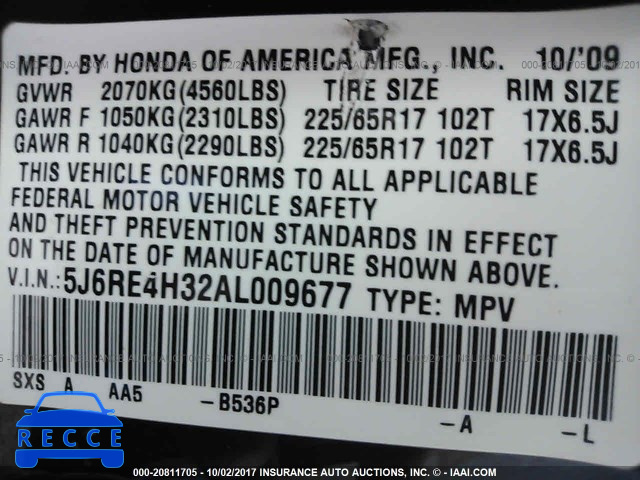 MFD. BY HONDA OF AMERICA MFG., INC. 10/'09
GVWR 2070KG(4560LBS) TIRE SIZE RIM SIZE
GAWR F 1050KG(2310LBS) 225/65R17 102T 17X6.5J
GAWR R 1040KG(2290LBS) 225/65R17 102T 17X6.5J
THIS VEHICLE CONFORMS TO ALL APPLICABLE
FEDERAL MOTOR VEHICLE SAFETY
AND THEFT PREVENTION STANDARDS IN EFFECT
ON THE DATE OF MANUFACTURE SHOWN ABOVE.
V.I.N.:5J6RE4H32AL009677 TYPE: MPV
SXS A AA5 -B536P -A -L
RECCE
000-20811705 - 10/02/2017 INSURANCE AUTO AUCTIONS, INC. - © - IAAI.COM